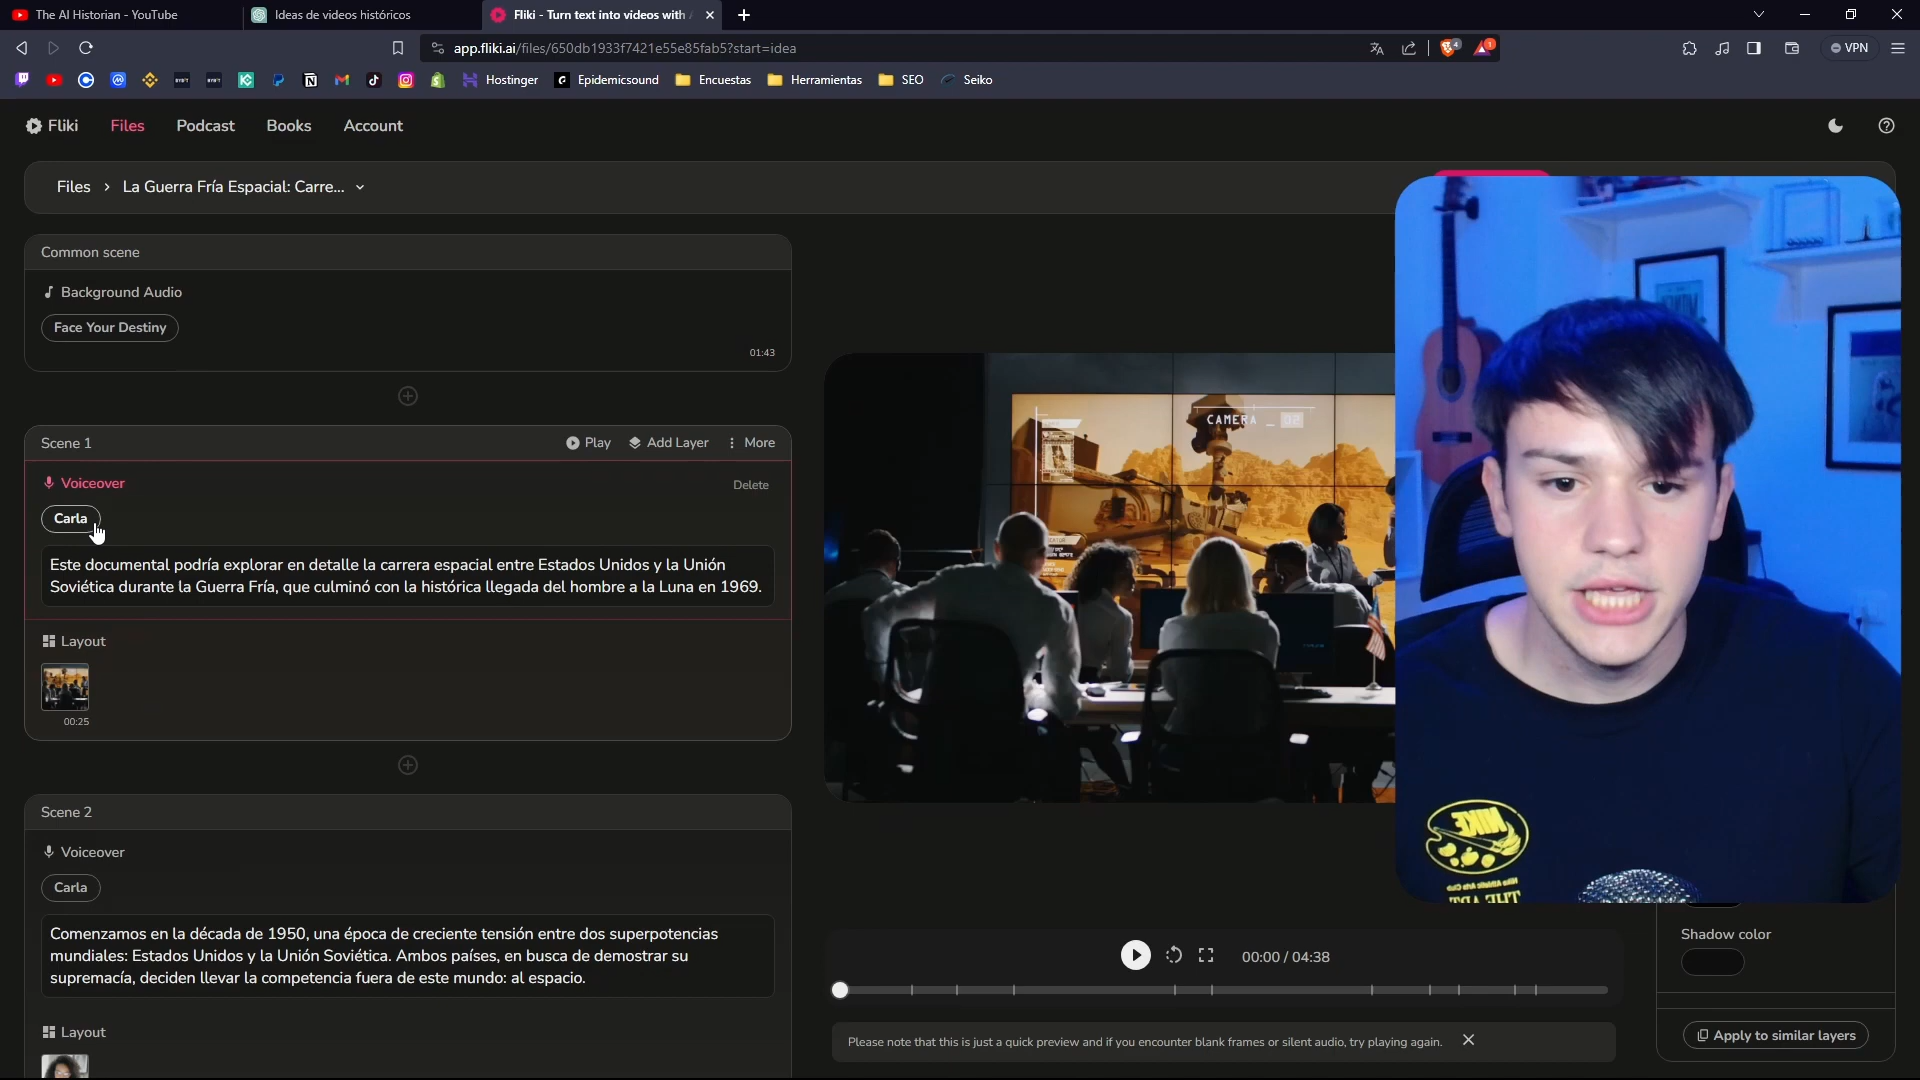 The AI Historian - YouTube
Ideas de videos históricos
Fliki - Turn text into videos with
app.fliki.ai/files/650db1933f7421e55e85fab5?start=idea
4
1
VPN
Hostinger
Epidemicsound
Encuestas
Herramientas
SEO
Seiko
Fliki
Files
Podcast
Books
Account
Files
La Guerra Fría Espacial: Carre...
Common scene
Background Audio
Face Your Destiny
01:43
Scene 1
Play
Add Layer
More
Voiceover
Delete
Carla
Este documental podría explorar en detalle la carrera espacial entre Estados Unidos y la Unión
Soviética durante la Guerra Fría, que culminó con la histórica llegada del hombre a la Luna en 1969.
Layout
00:25
Scene 2
Voiceover
Carla
Comenzamos en la década de 1950, una época de creciente tensión entre dos superpotencias
mundiales: Estados Unidos y la Unión Soviética. Ambos países, en busca de demostrar su
supremacía, deciden llevar la competencia fuera de este mundo: al espacio.
Layout
CAMERA _ 02
00:00 / 04:38
Please note that this is just a quick preview and if you encounter blank frames or silent audio, try playing again.
Shadow color
Apply to similar layers
NIKE